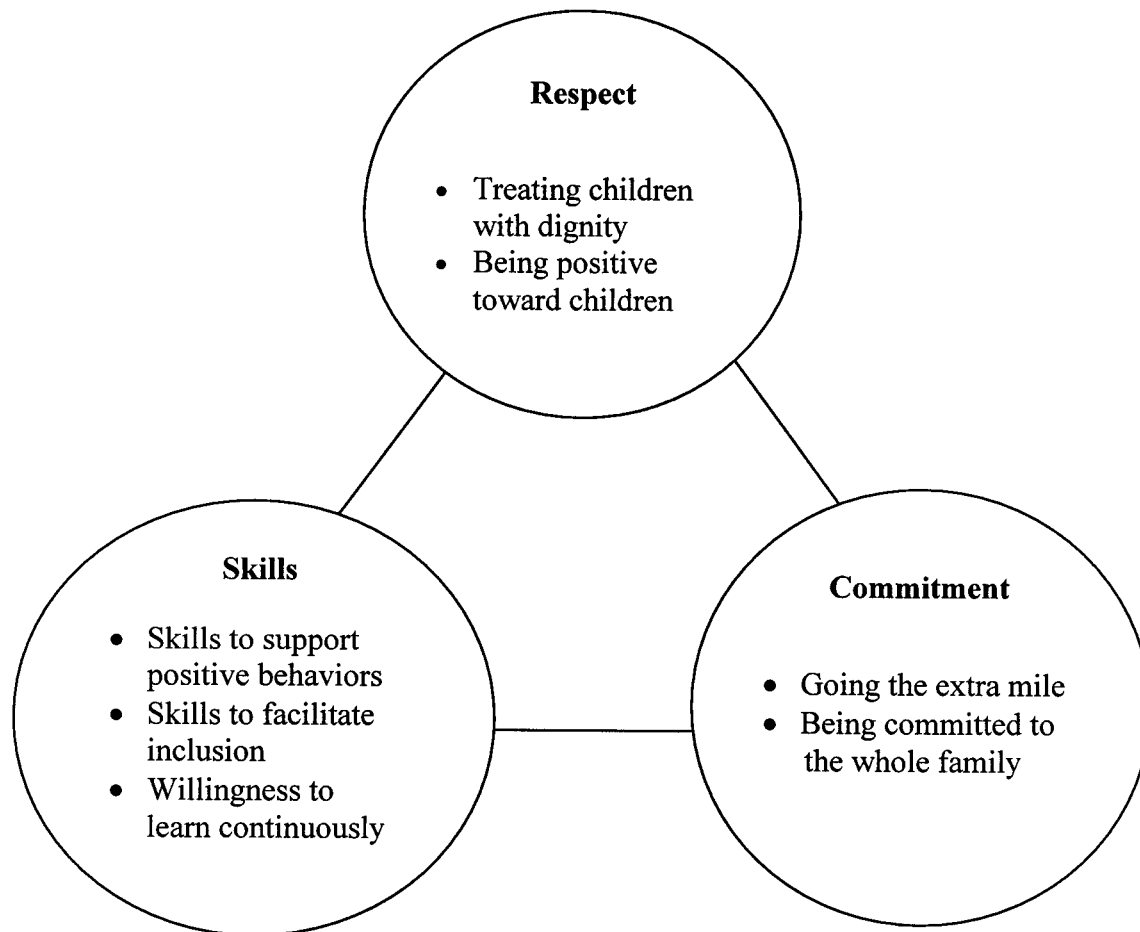 Respect
• Treating children
with dignity
• Being positive
toward children
Skills
• Skills to support
positive behaviors
• Skills to facilitate
inclusion
• Willingness to
learn continuously
Commitment
• Going the extra mile
• Being committed to
the whole family